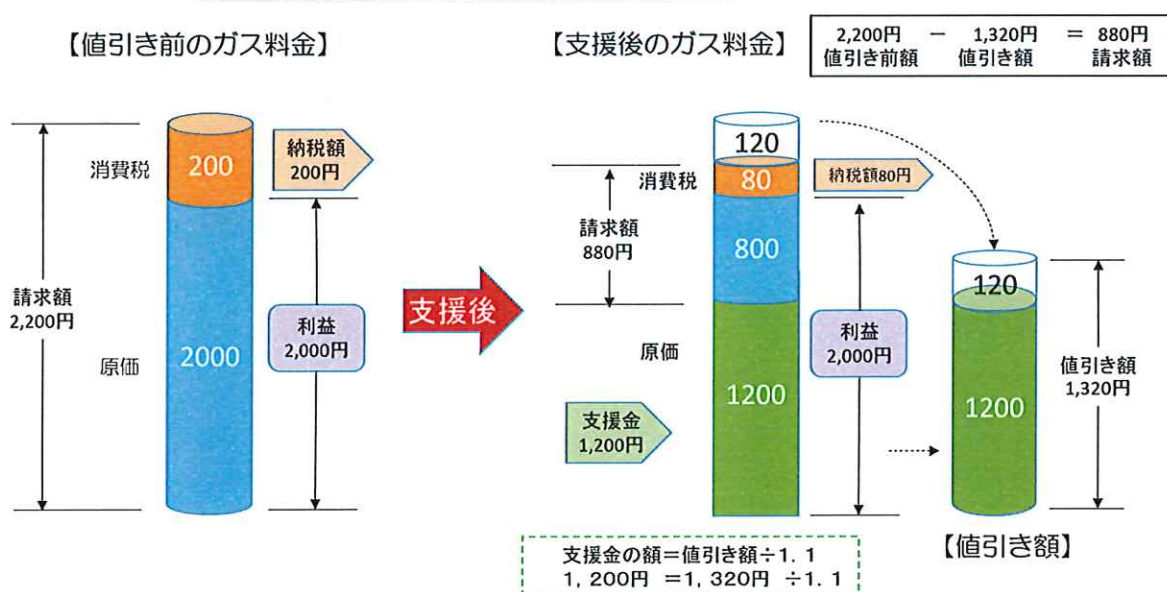 【値引き前のガス料金】
消費税
200
納税額
200円
請求額
2,200円
原価
2000
利益
2,000円
支援後
【支援後のガス料金】
2,200円 − 1,320円 = 880円
値引き前額 値引き額 請求額
120
消費税
80
納税額80円
請求額
880円
800
原価
利益
2,000円
1200
支援金
1,200円
120
1200
値引き額
1,320円
【値引き額】
支援金の額=値引き額÷1.1
1,200円 =1,320円 ÷1.1